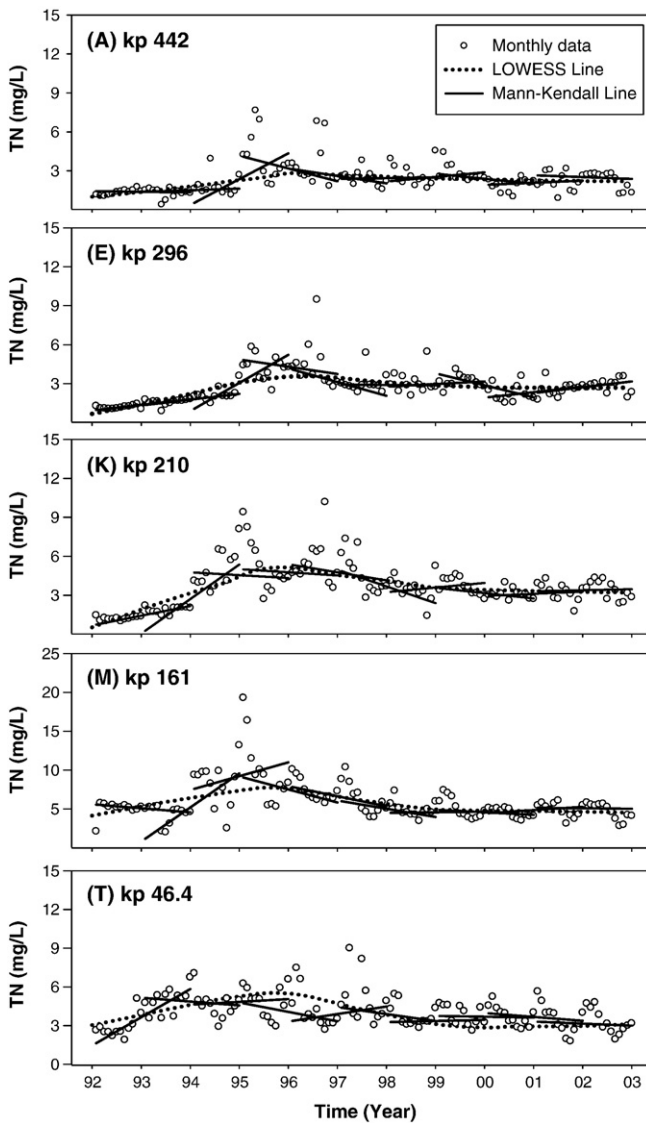 (A) kp 442
Monthly data
LOWESS Line
Mann-Kendall Line
TN (mg/L)
15
12
9
6
3
0
(E) kp 296
TN (mg/L)
15
12
9
6
3
0
(K) kp 210
TN (mg/L)
15
12
9
6
3
0
(M) kp 161
TN (mg/L)
25
20
15
10
5
0
(T) kp 46.4
TN (mg/L)
15
12
9
6
3
0
92 93 94 95 96 97 98 99 00 01 02 03
Time (Year)